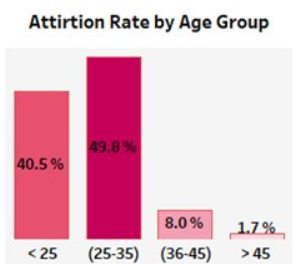 Attirtion Rate by Age Group
40.5%
49.8%
8.0%
1.7%
< 25 (25-35) (36-45) > 45